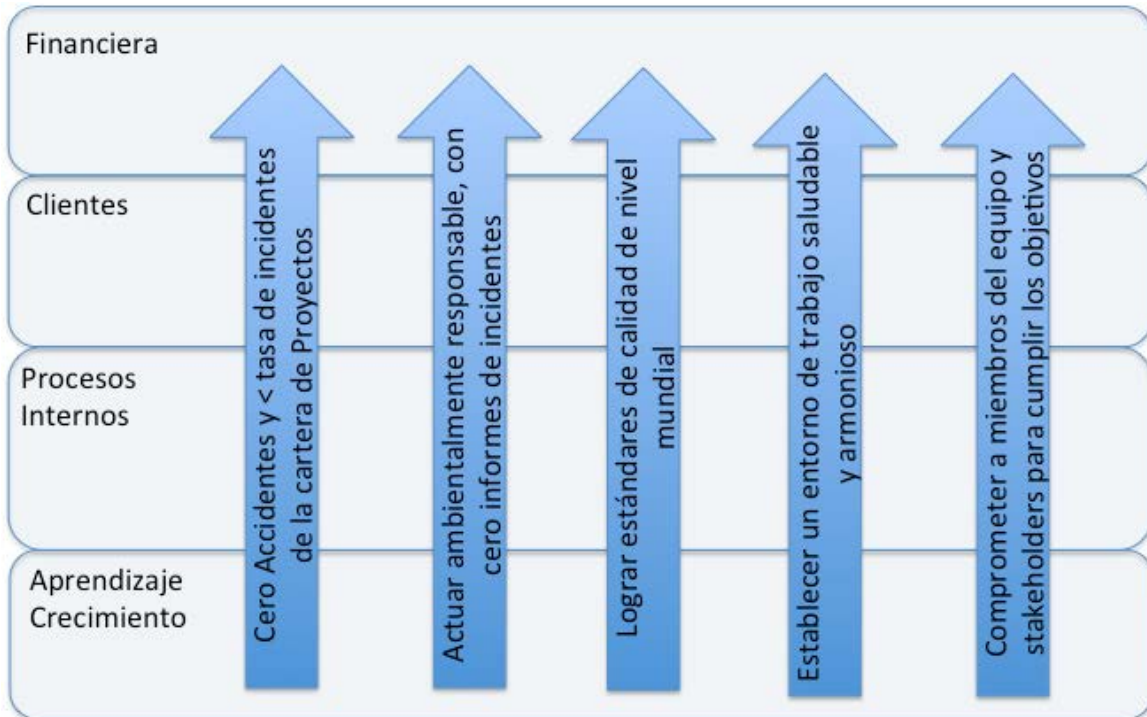 Financiera
Clientes
Procesos
Internos
Aprendizaje
Crecimiento
Cero Accidentes y < tasa de incidentes
de la cartera de Proyectos
Actuar ambientalmente responsable, con
cero informes de incidentes
Lograr estándares de calidad de nivel
mundial
Establecer un entorno de trabajo saludable
y armonioso
Comprometer a miembros del equipo y
stakeholders para cumplir los objetivos